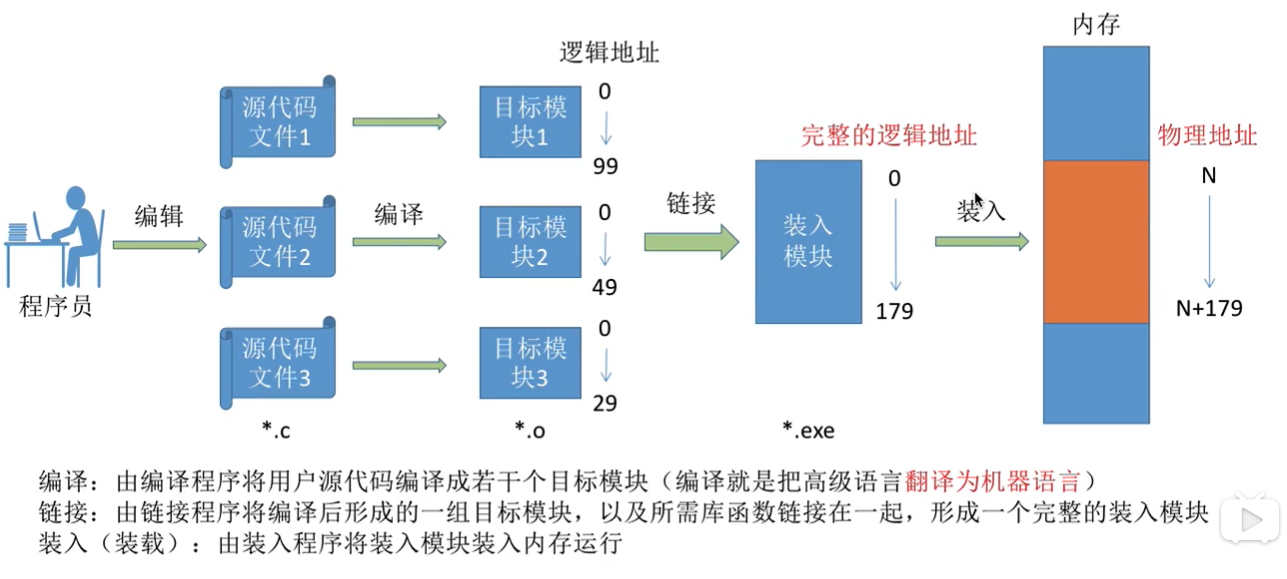 内存
逻辑地址
源代码
文件1
目标模
块1
0
99
完整的逻辑地址
物理地址
编辑
源代码
文件2
编译
目标模
块2
0
49
链接
装入
模块
0
179
装入
N
N+179
程序员
源代码
文件3
目标模
块3
0
29
*.c
*.o
*.exe
编译：由编译程序将用户源代码编译成若干个目标模块（编译就是把高级语言翻译为机器语言）
链接：由链接程序将编译后形成的一组目标模块，以及所需库函数链接在一起，形成一个完整的装入模块
装入（装载）：由装入程序将装入模块装入内存运行